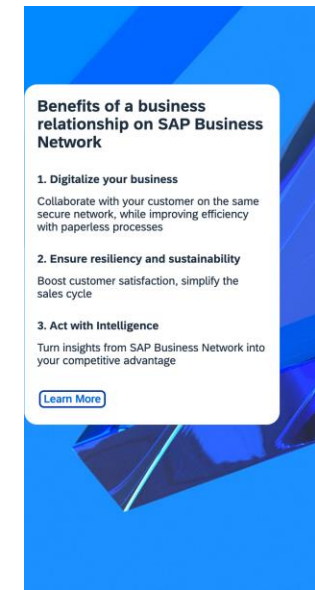 Benefits of a business
relationship on SAP Business
Network
1. Digitalize your business
Collaborate with your customer on the same
secure network, while improving efficiency
with paperless processes
2. Ensure resiliency and sustainability
Boost customer satisfaction, simplify the
sales cycle
3. Act with Intelligence
Turn insights from SAP Business Network into
your competitive advantage
Learn More